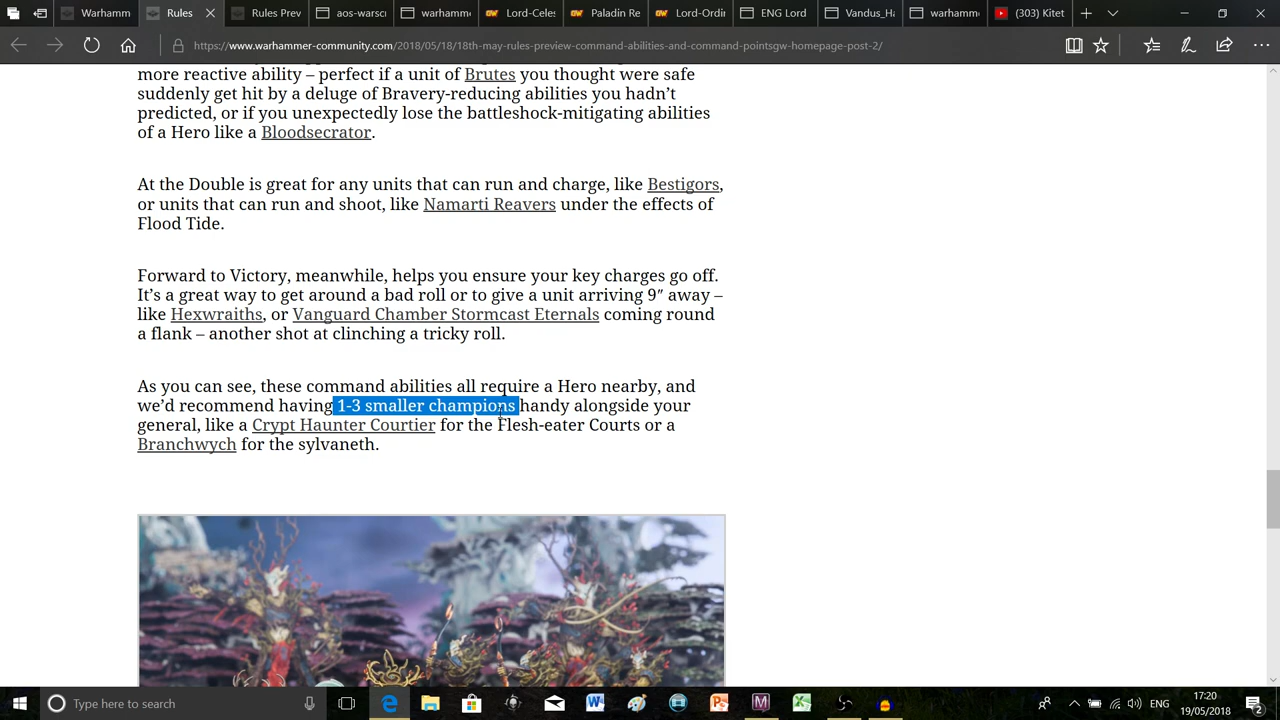 Warhamm
Rules
Rules Prev
aos-warscr
warhamme
Lord-Celes
Paladin Re
Lord-Ordin
ENG Lord
Vandus_Ha
warhamme
(303) Kitet
https://www.warhammer-community.com/2018/05/18/18th-may-rules-preview-command-abilities-and-command-pointsgw-homepage-post-2/
more reactive ability – perfect if a unit of Brutes you thought were safe
suddenly get hit by a deluge of Bravery-reducing abilities you hadn’t
predicted, or if you unexpectedly lose the battleshock-mitigating abilities
of a Hero like a Bloodsecrator.
At the Double is great for any units that can run and charge, like Bestigors,
or units that can run and shoot, like Namarti Reavers under the effects of
Flood Tide.
Forward to Victory, meanwhile, helps you ensure your key charges go off.
It’s a great way to get around a bad roll or to give a unit arriving 9″ away –
like Hexwraiths, or Vanguard Chamber Stormcast Eternals coming round
a flank – another shot at clinching a tricky roll.
As you can see, these command abilities all require a Hero nearby, and
we’d recommend having 1-3 smaller champions handy alongside your
general, like a Crypt Haunter Courtier for the Flesh-eater Courts or a
Branchwych for the sylvaneth.
Type here to search
ENG
17:20
19/05/2018
2